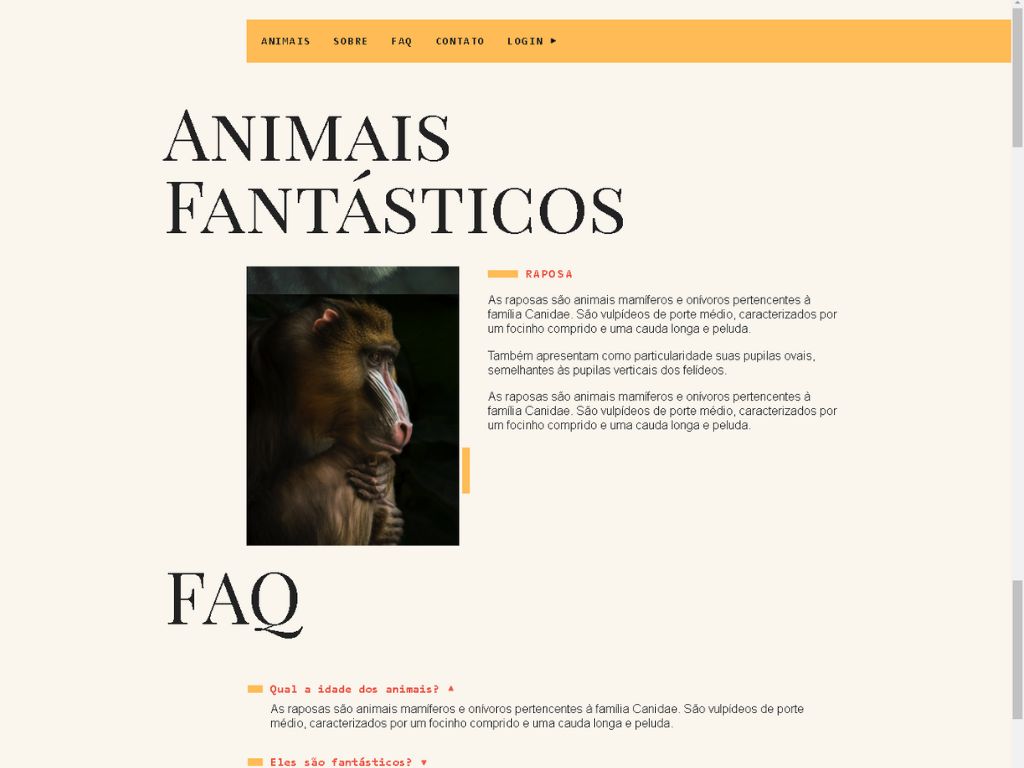 ANIMAIS SOBRE FAQ CONTATO LOGIN ▶
Animais
Fantásticos
RAPOSA
As raposas são animais mamíferos e onívoros pertencentes à
família Canidae. São vulpídeos de porte médio, caracterizados por
um focinho comprido e uma cauda longa e peluda.
Também apresentam como particularidade suas pupilas ovais,
semelhantes às pupilas verticais dos felídeos.
As raposas são animais mamíferos e onívoros pertencentes à
família Canidae. São vulpídeos de porte médio, caracterizados por
um focinho comprido e uma cauda longa e peluda.
FAQ
Qual a idade dos animais? ▲
As raposas são animais mamíferos e onívoros pertencentes à família Canidae. São vulpídeos de porte
médio, caracterizados por um focinho comprido e uma cauda longa e peluda.
Eles são fantásticos? ▼